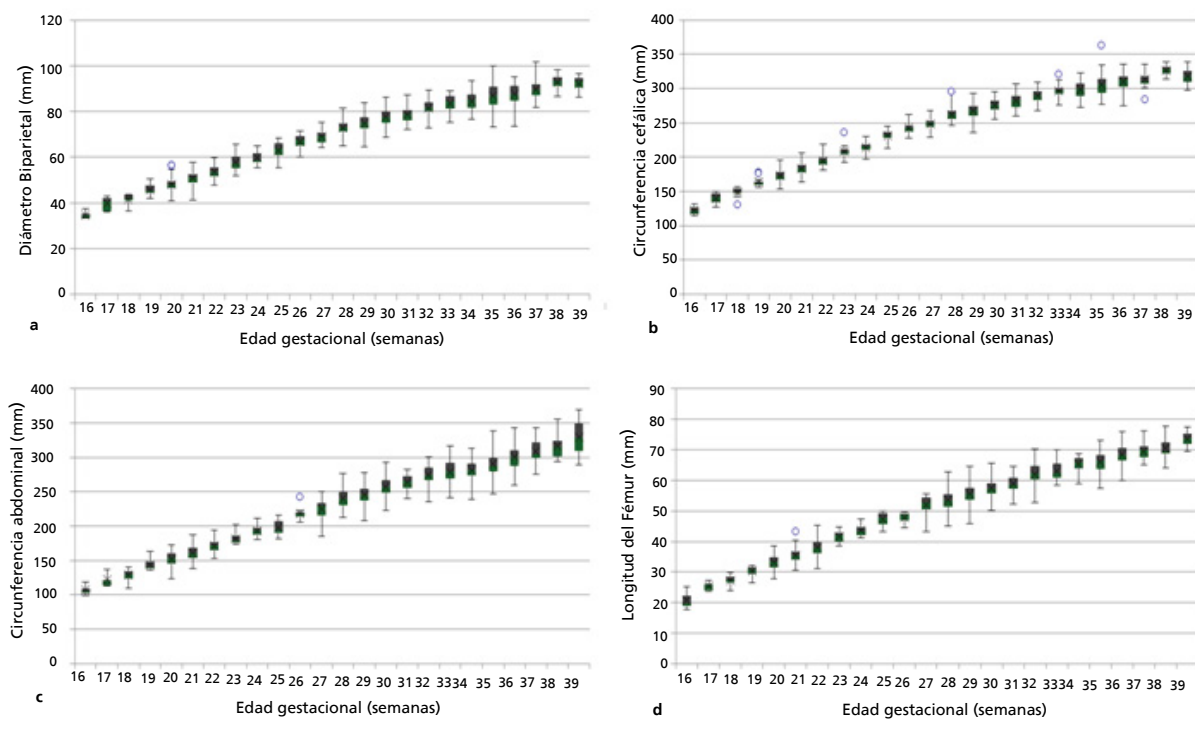 120
100
80
60
40
20
0
Diámetro Biparietal (mm)
16 17 18 19 20 21 22 23 24 25 26 27 28 29 30 31 32 33 34 35 36 37 38 39
a
Edad gestacional (semanas)
400
350
300
250
200
150
100
50
0
Circunferencia cefálica (mm)
16 17 18 19 20 21 22 23 24 25 26 27 28 29 30 31 32 3334 35 36 37 38 39
b
Edad gestacional (semanas)
400
350
300
250
200
150
100
50
0
Circunferencia abdominal (mm)
16 17 18 19 20 21 22 23 24 25 26 27 28 29 30 31 32 3334 35 36 37 38 39
c
Edad gestacional (semanas)
90
80
70
60
50
40
30
20
10
0
Longitud del Fémur (mm)
16 17 18 19 20 21 22 23 24 25 26 27 28 29 30 31 32 3334 35 36 37 38 39
d
Edad gestacional (semanas)